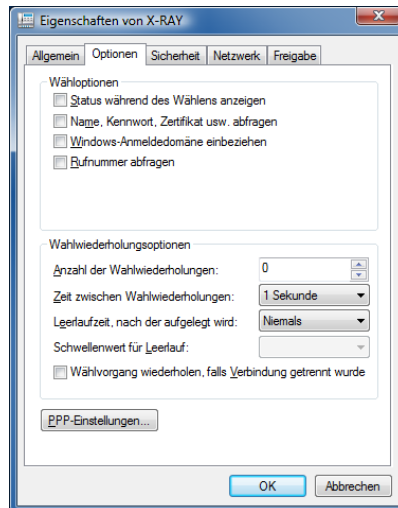 Eigenschaften von X-RAY
Allgemein Optionen Sicherheit Netzwerk Freigabe
Wähloptionen
Status während des Wählens anzeigen
Name, Kennwort, Zertifikat usw. abfragen
Windows-Anmeldedomäne einbeziehen
Rufnummer abfragen
Wahlwiederholungsoptionen
Anzahl der Wahlwiederholungen: 0
Zeit zwischen Wahlwiederholungen: 1 Sekunde
Leerlaufzeit, nach der aufgelegt wird: Niemals
Schwellenwert für Leerlauf:
Wählvorgang wiederholen, falls Verbindung getrennt wurde
PPP-Einstellungen...
OK Abbrechen